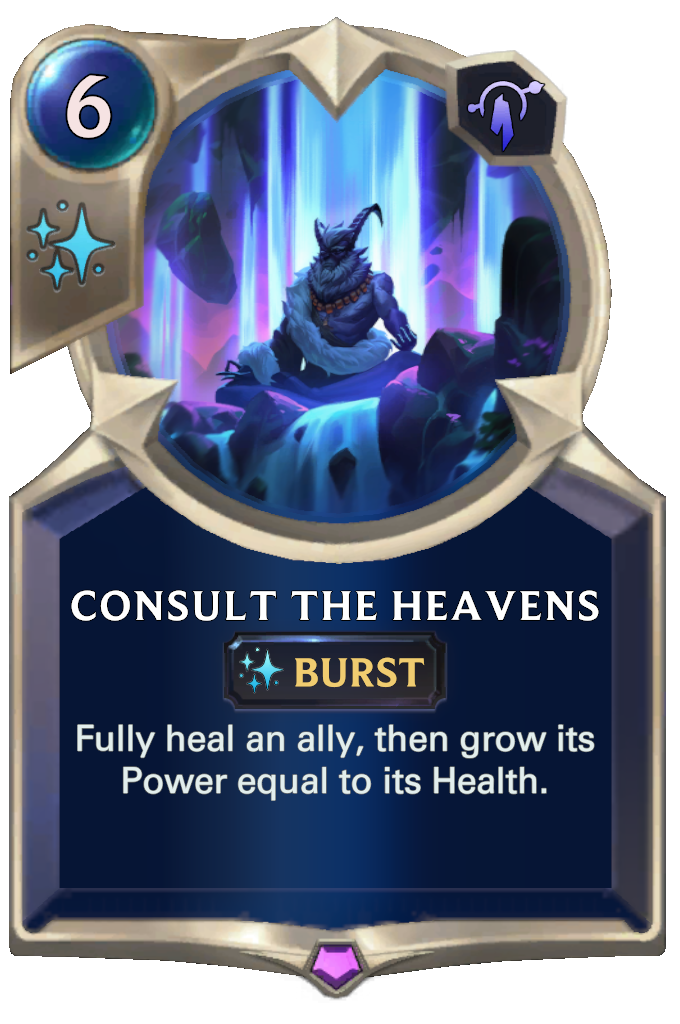 6
CONSULT THE HEAVENS
BURST
Fully heal an ally, then grow its
Power equal to its Health.